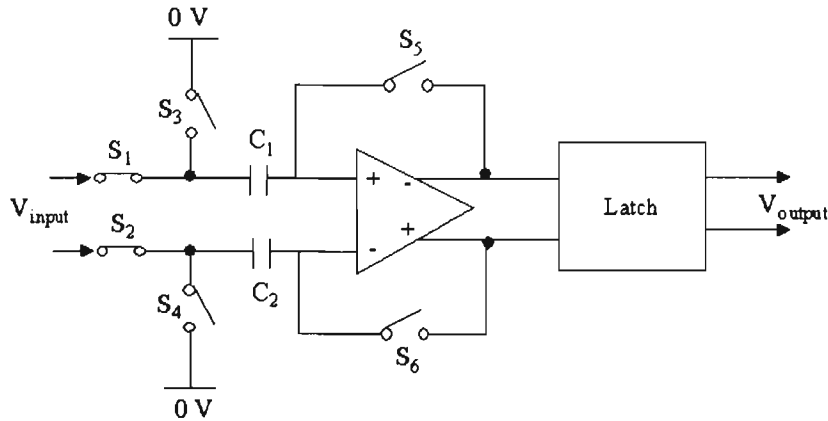 0 V
S5
S3
C1
S1
+
-
Vinput
Latch
Voutput
S2
-
+
C2
S4
S6
0 V